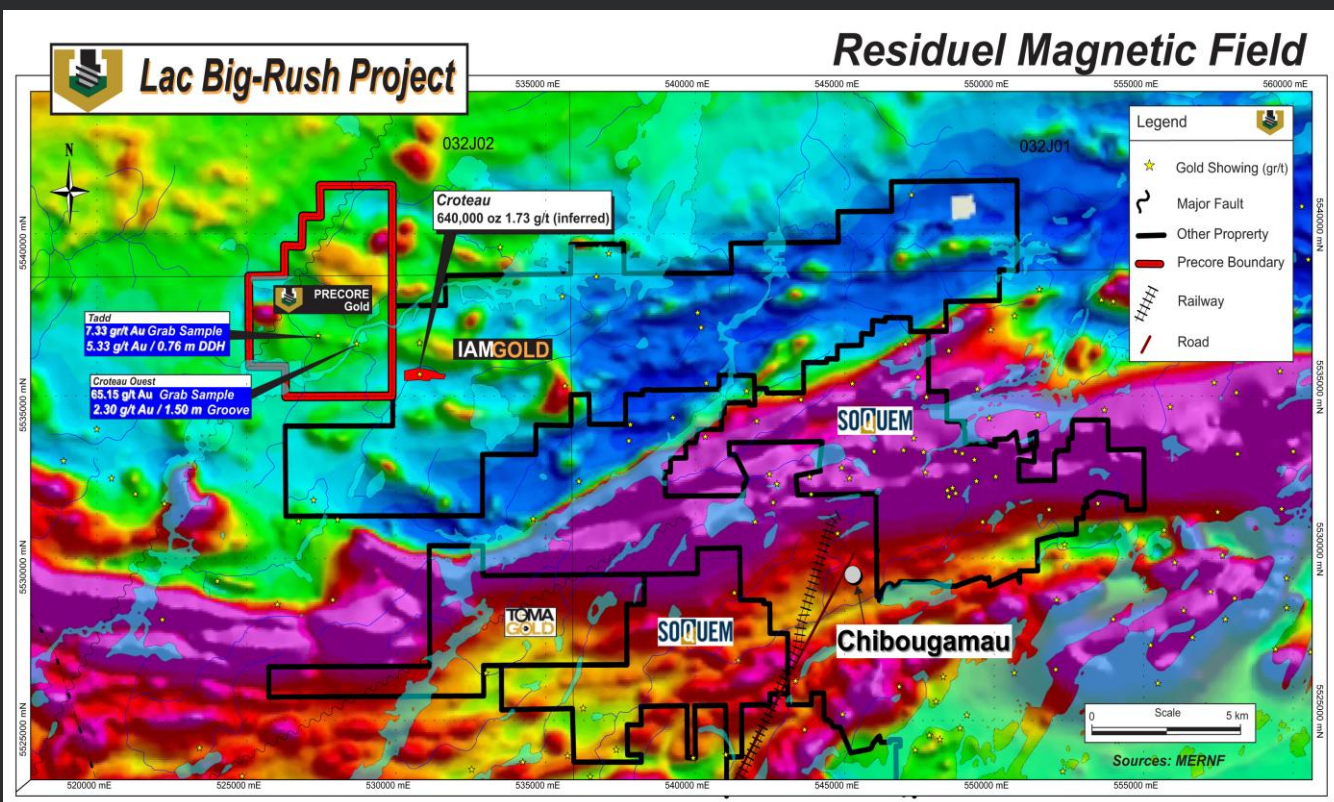 Lac Big-Rush Project
Residuel Magnetic Field
535000 mE
540000 mE
545000 mE
550000 mE
555000 mE
560000 mE
Legend
Gold Showing (gr/t)
Major Fault
Other Proprerty
Precore Boundary
Railway
Road
N
032J02
032J01
Croteau
640,000 oz 1.73 g/t (inferred)
5540000 mN
5540000 mN
PRECORE
Gold
Tadd
7.33 gr/t Au Grab Sample
5.33 g/t Au / 0.76 m DDH
IAMGOLD
Croteau Ouest
65.15 g/t Au Grab Sample
2.30 g/t Au / 1.50 m Groove
5535000 mN
5535000 mN
SOQUEM
5530000 mN
5530000 mN
TOMA
GOLD
SOQUEM
Chibougamau
5525000 mN
5525000 mN
Scale
0
5 km
Sources: MERNF
520000 mE
525000 mE
530000 mE
535000 mE
540000 mE
545000 mE
550000 mE
555000 mE